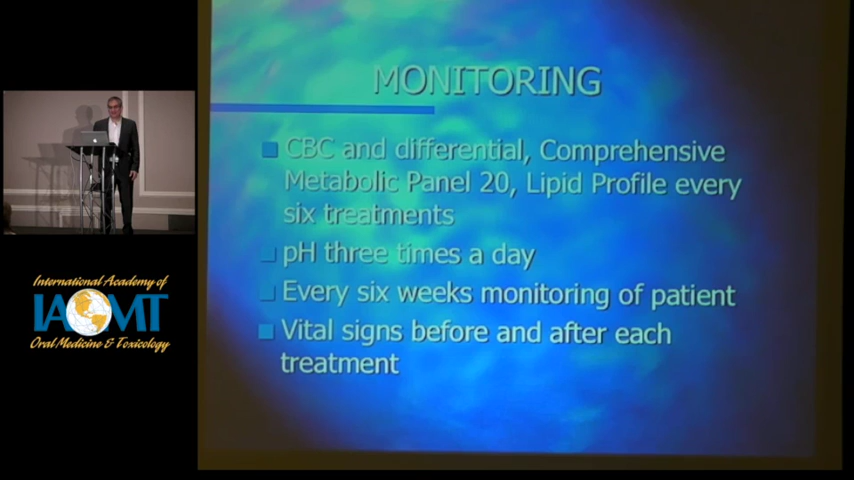 MONITORING
CBC and differential, Comprehensive
Metabolic Panel 20, Lipid Profile every
six treatments
pH three times a day
Every six weeks monitoring of patient
Vital signs before and after each
treatment
International Academy of
IAOMT
Oral Medicine & Toxicology